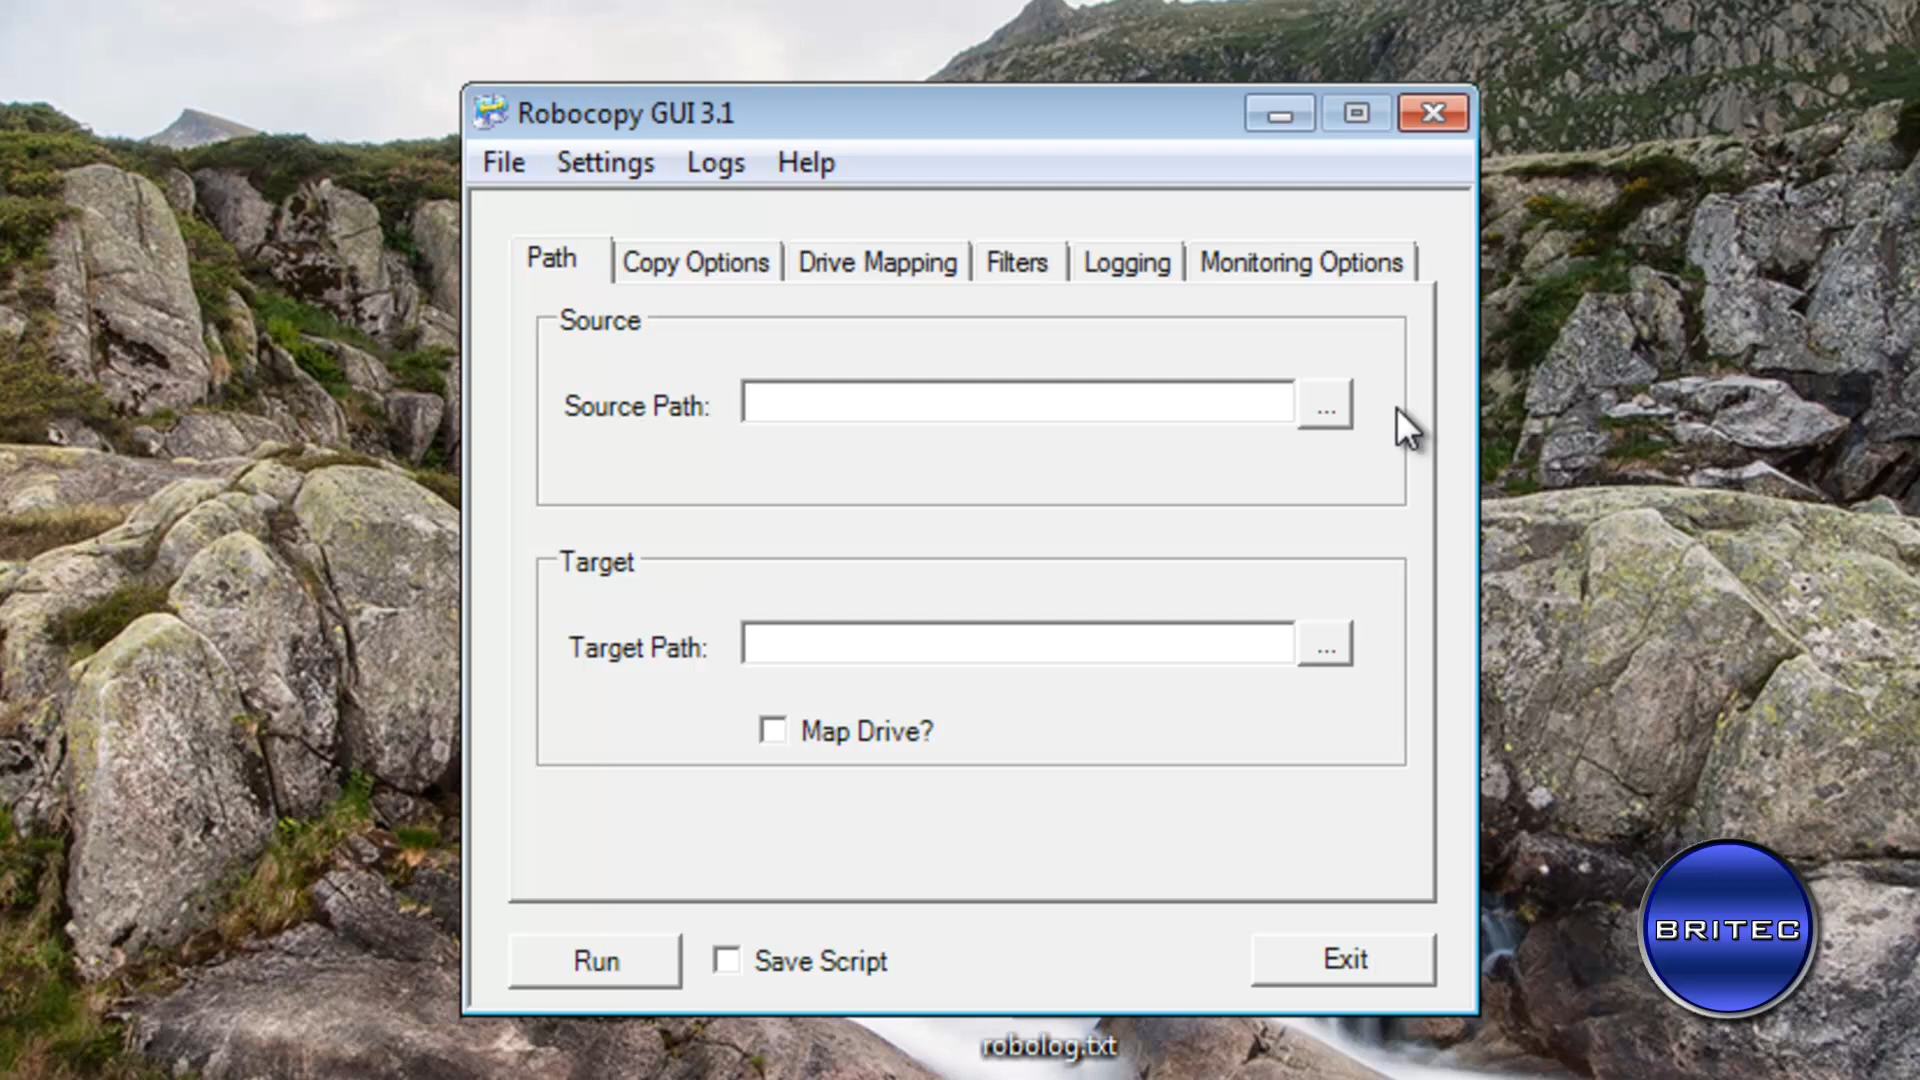 Robocopy GUI 3.1
File Settings Logs Help
Path Copy Options Drive Mapping Filters Logging Monitoring Options
Source
Source Path: ...
Target
Target Path: ...
Map Drive?
Run Save Script Exit
BRITEC
robolog.txt